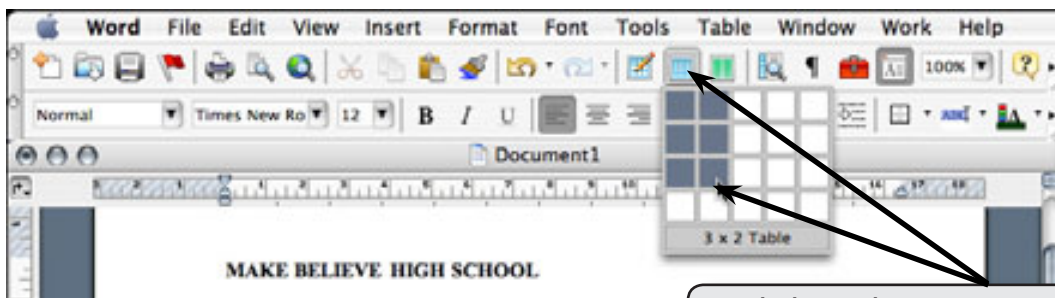 Word File Edit View Insert Format Font Tools Table Window Work Help
100%
Normal Times New Ro 12 B I U
Document1
3 x 2 Table
MAKE BELIEVE HIGH SCHOOL